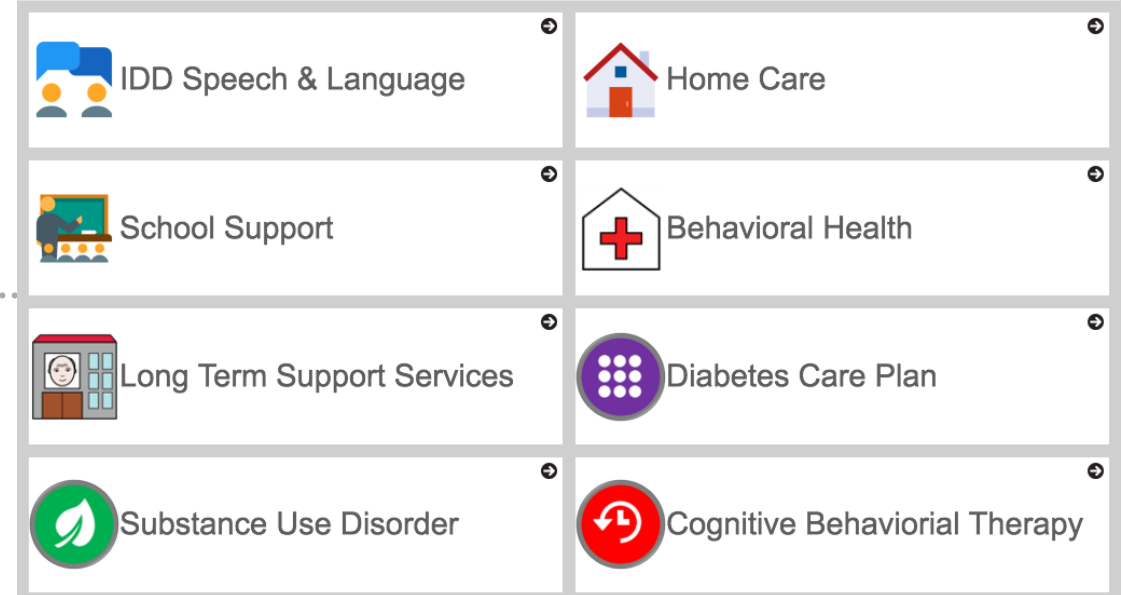 IDD Speech & Language
Home Care
School Support
Behavioral Health
Long Term Support Services
Diabetes Care Plan
Substance Use Disorder
Cognitive Behaviorial Therapy